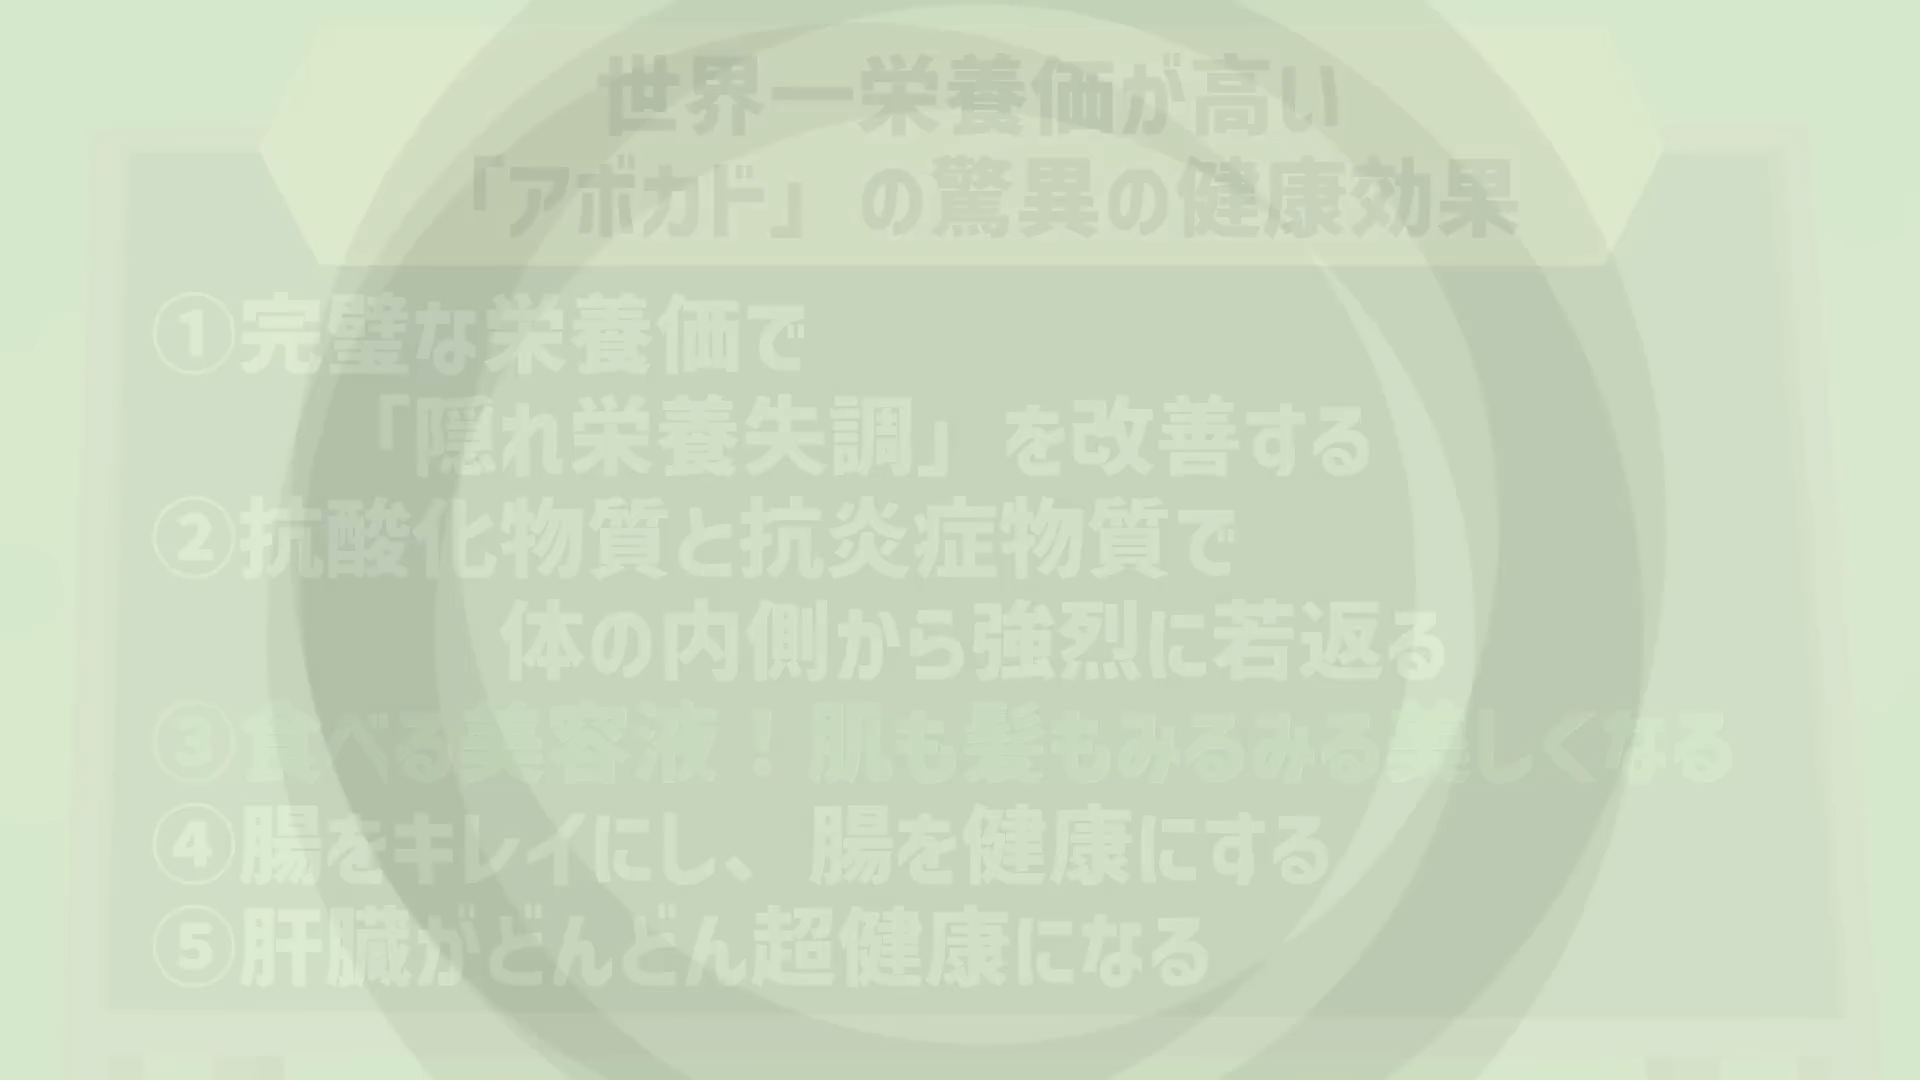 世界一栄養価が高い
「アボカド」の驚異の健康効果
①完璧な栄養価で
「隠れ栄養失調」を改善する
②抗酸化物質と抗炎症物質で
体の内側から強烈に若返る
③食べる美容液！肌も髪もみるみる美しくなる
④腸をキレイにし、腸を健康にする
⑤肝臓がどんどん超健康になる